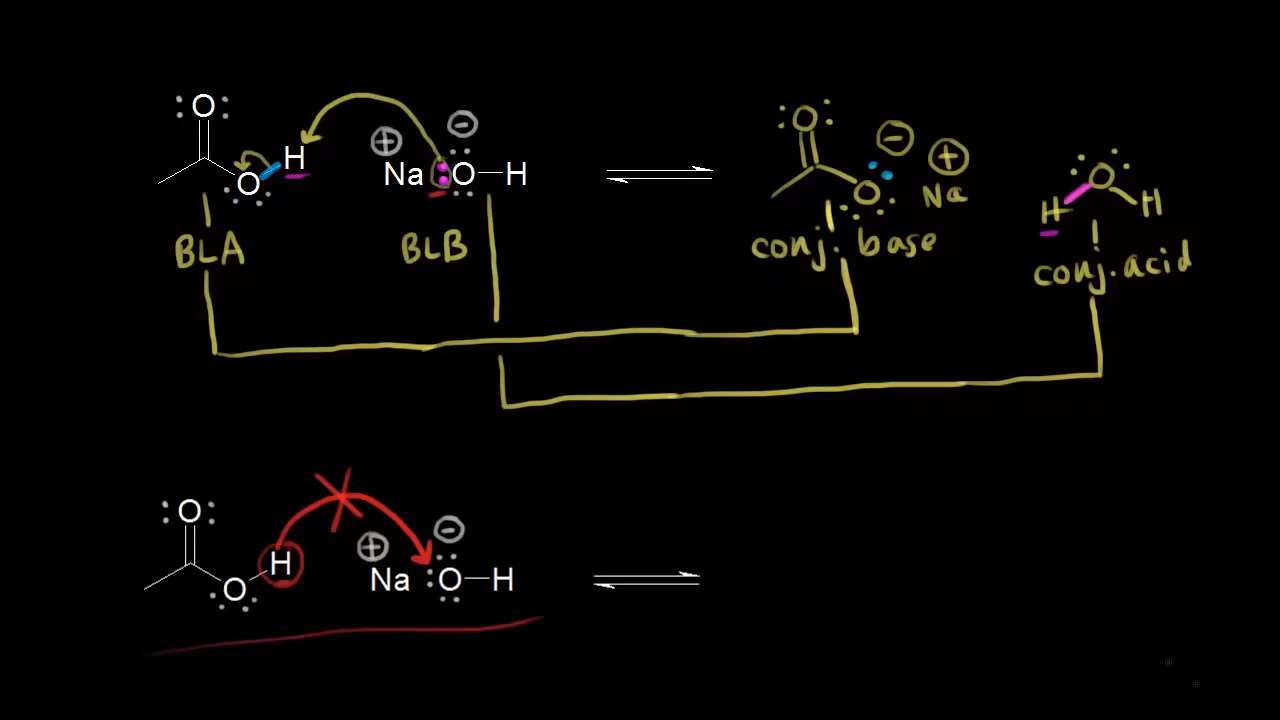 O O
H ⊕ ⊖ ⊖ ⊕
O Na O—H O Na H O H
BLA BLB conj. base conj. acid
O
H ⊕ ⊖
O Na O—H